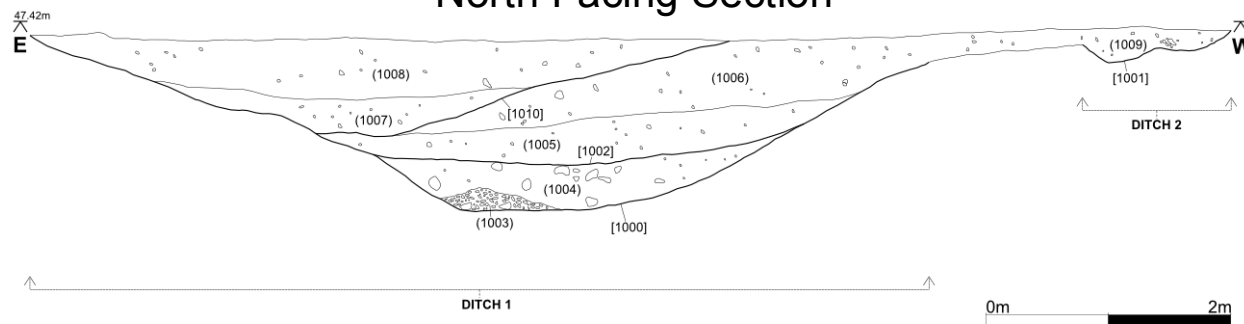 North Facing Section
47.42m
E
W
(1008)
(1009)
(1006)
[1001]
(1007)
[1010]
DITCH 2
(1005)
[1002]
(1004)
(1003)
[1000]
DITCH 1
0m
2m